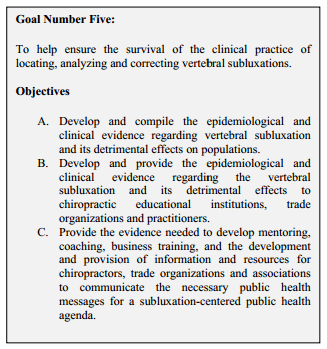 Goal Number Five:
To help ensure the survival of the clinical practice of
locating, analyzing and correcting vertebral subluxations.
Objectives
A. Develop and compile the epidemiological and
clinical evidence regarding vertebral subluxation
and its detrimental effects on populations.
B. Develop and provide the epidemiological and
clinical evidence regarding the vertebral
subluxation and its detrimental effects to
chiropractic educational institutions, trade
organizations and practitioners.
C. Provide the evidence needed to develop mentoring,
coaching, business training, and the development
and provision of information and resources for
chiropractors, trade organizations and associations
to communicate the necessary public health
messages for a subluxation-centered public health
agenda.